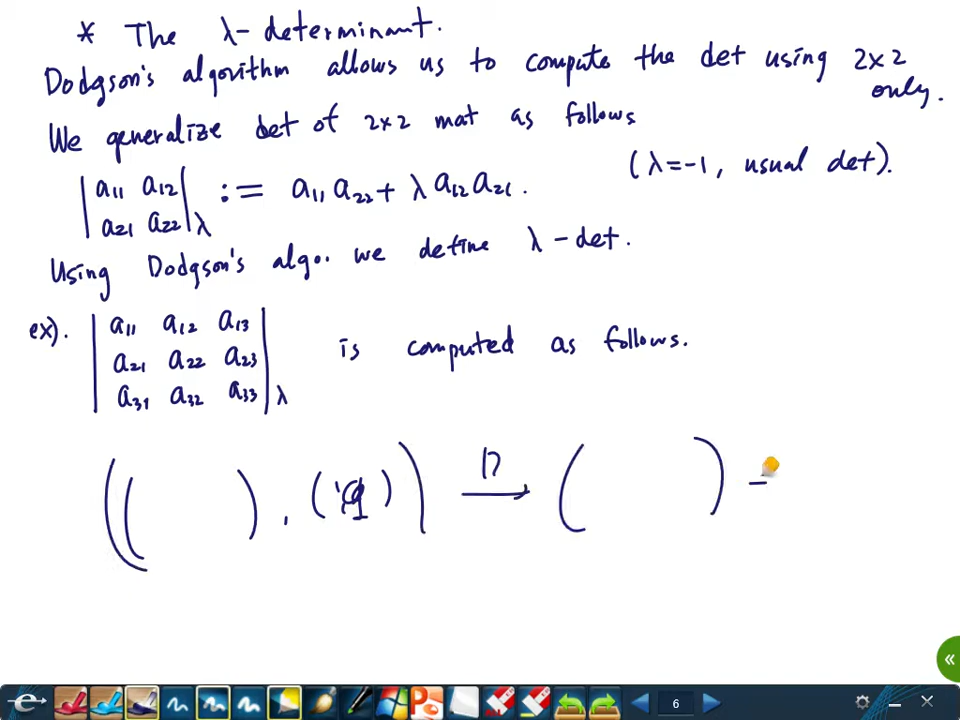 * The λ-determinant.
Dodgson's algorithm allows us to compute the det using 2×2 only.
We generalize det of 2×2 mat as follows
| a11 a12 |
| a21 a22 |λ := a11 a22 + λ a12 a21. (λ=-1, usual det).
Using Dodgson's algo. we define λ-det.
ex). | a11 a12 a13 |
| a21 a22 a23 | is computed as follows.
| a31 a32 a33 |λ
(( ), ( )) → ( ) -
6